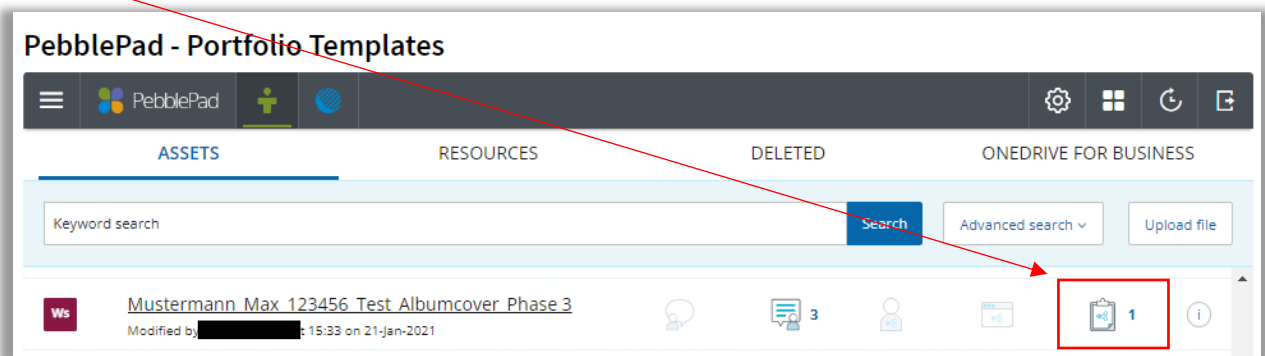 PebblePad - Portfolio Templates
PebblePad
ASSETS RESOURCES DELETED ONEDRIVE FOR BUSINESS
Keyword search Search Advanced search Upload file
Ws Mustermann_Max_123456_Test_Albumcover_Phase 3 3 1
Modified by t 15:33 on 21-Jan-2021